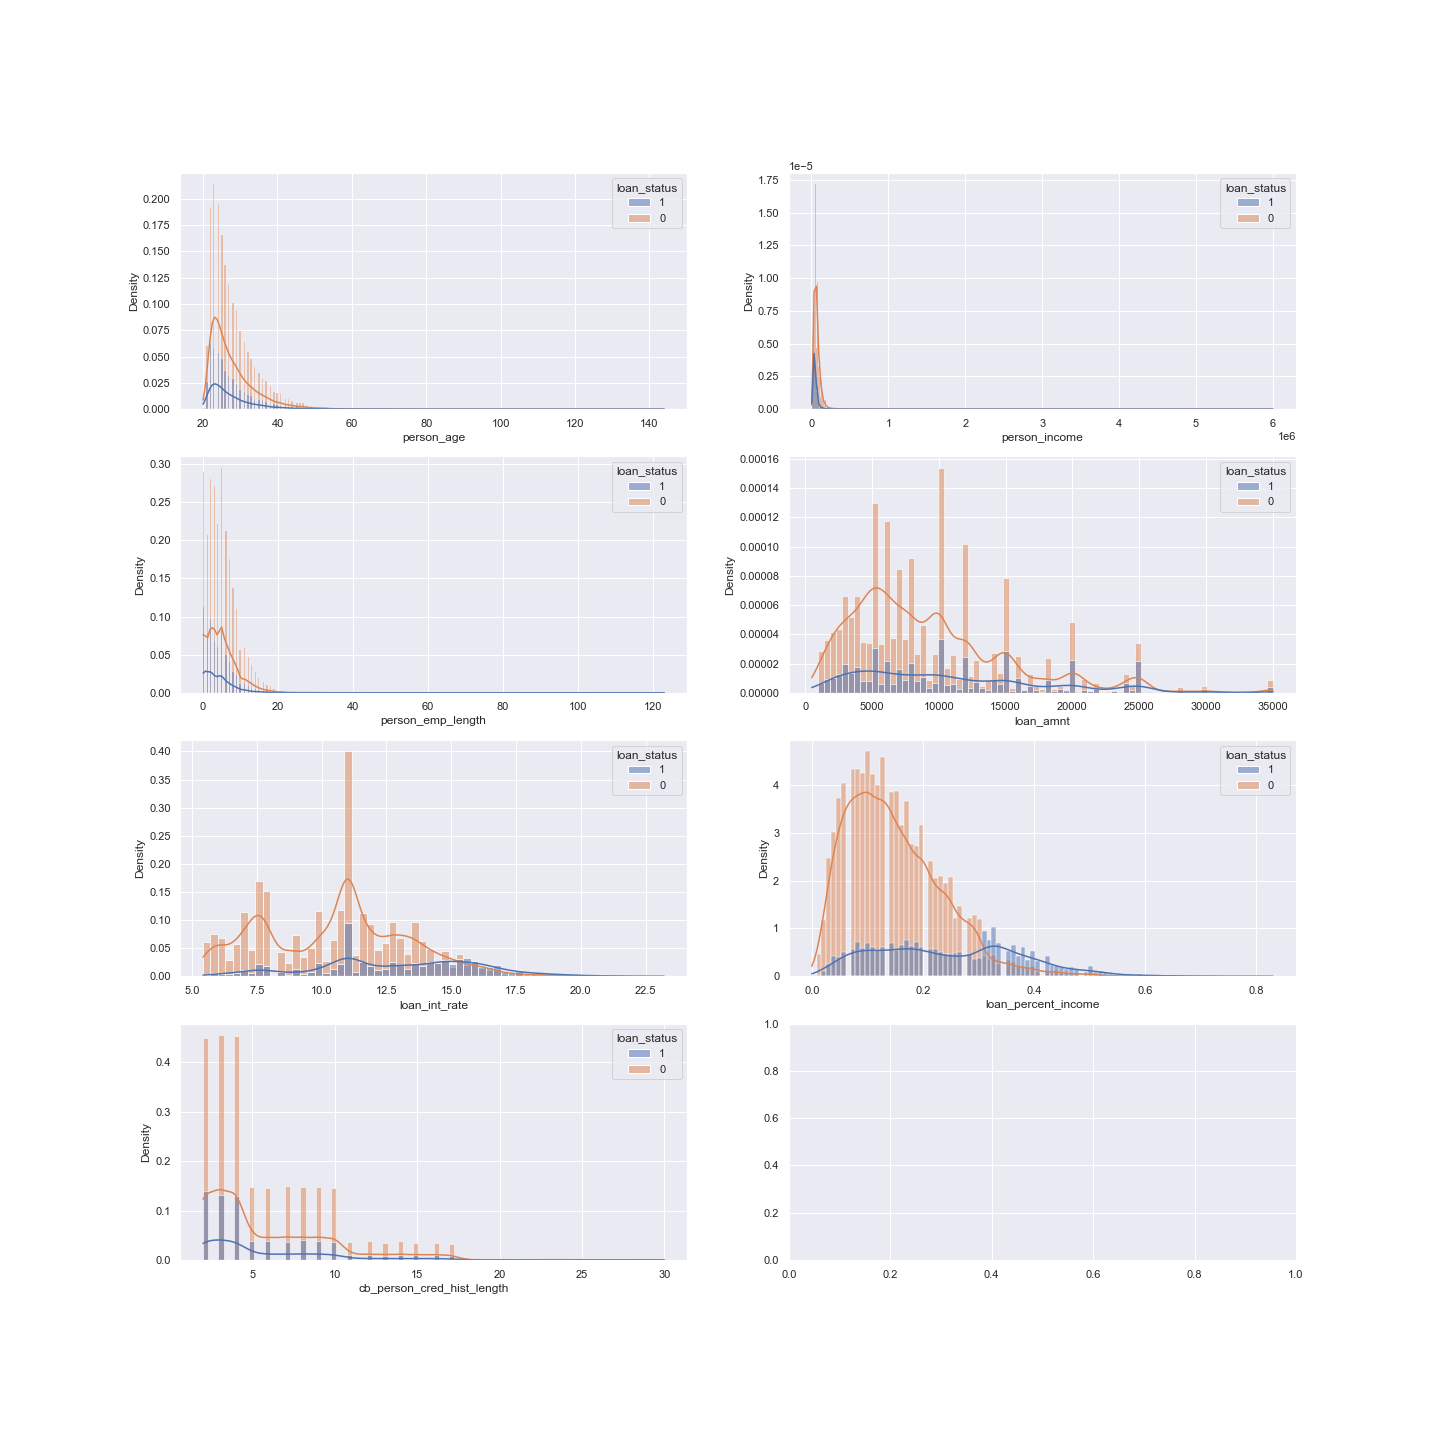 loan_status
1
0
0.200
0.175
0.150
0.125
0.100
0.075
0.050
0.025
0.000
Density
20 40 60 80 100 120 140
person_age
1e−5
loan_status
1
0
1.75
1.50
1.25
1.00
0.75
0.50
0.25
0.00
Density
0 1 2 3 4 5 6
person_income
1e6
loan_status
1
0
0.30
0.25
0.20
0.15
0.10
0.05
0.00
Density
0 20 40 60 80 100 120
person_emp_length
loan_status
1
0
0.00016
0.00014
0.00012
0.00010
0.00008
0.00006
0.00004
0.00002
0.00000
Density
0 5000 10000 15000 20000 25000 30000 35000
loan_amnt
loan_status
1
0
0.40
0.35
0.30
0.25
0.20
0.15
0.10
0.05
0.00
Density
5.0 7.5 10.0 12.5 15.0 17.5 20.0 22.5
loan_int_rate
loan_status
1
0
4
3
2
1
0
Density
0.0 0.2 0.4 0.6 0.8
loan_percent_income
loan_status
1
0
0.4
0.3
0.2
0.1
0.0
Density
5 10 15 20 25 30
cb_person_cred_hist_length
1.0
0.8
0.6
0.4
0.2
0.0
0.0 0.2 0.4 0.6 0.8 1.0